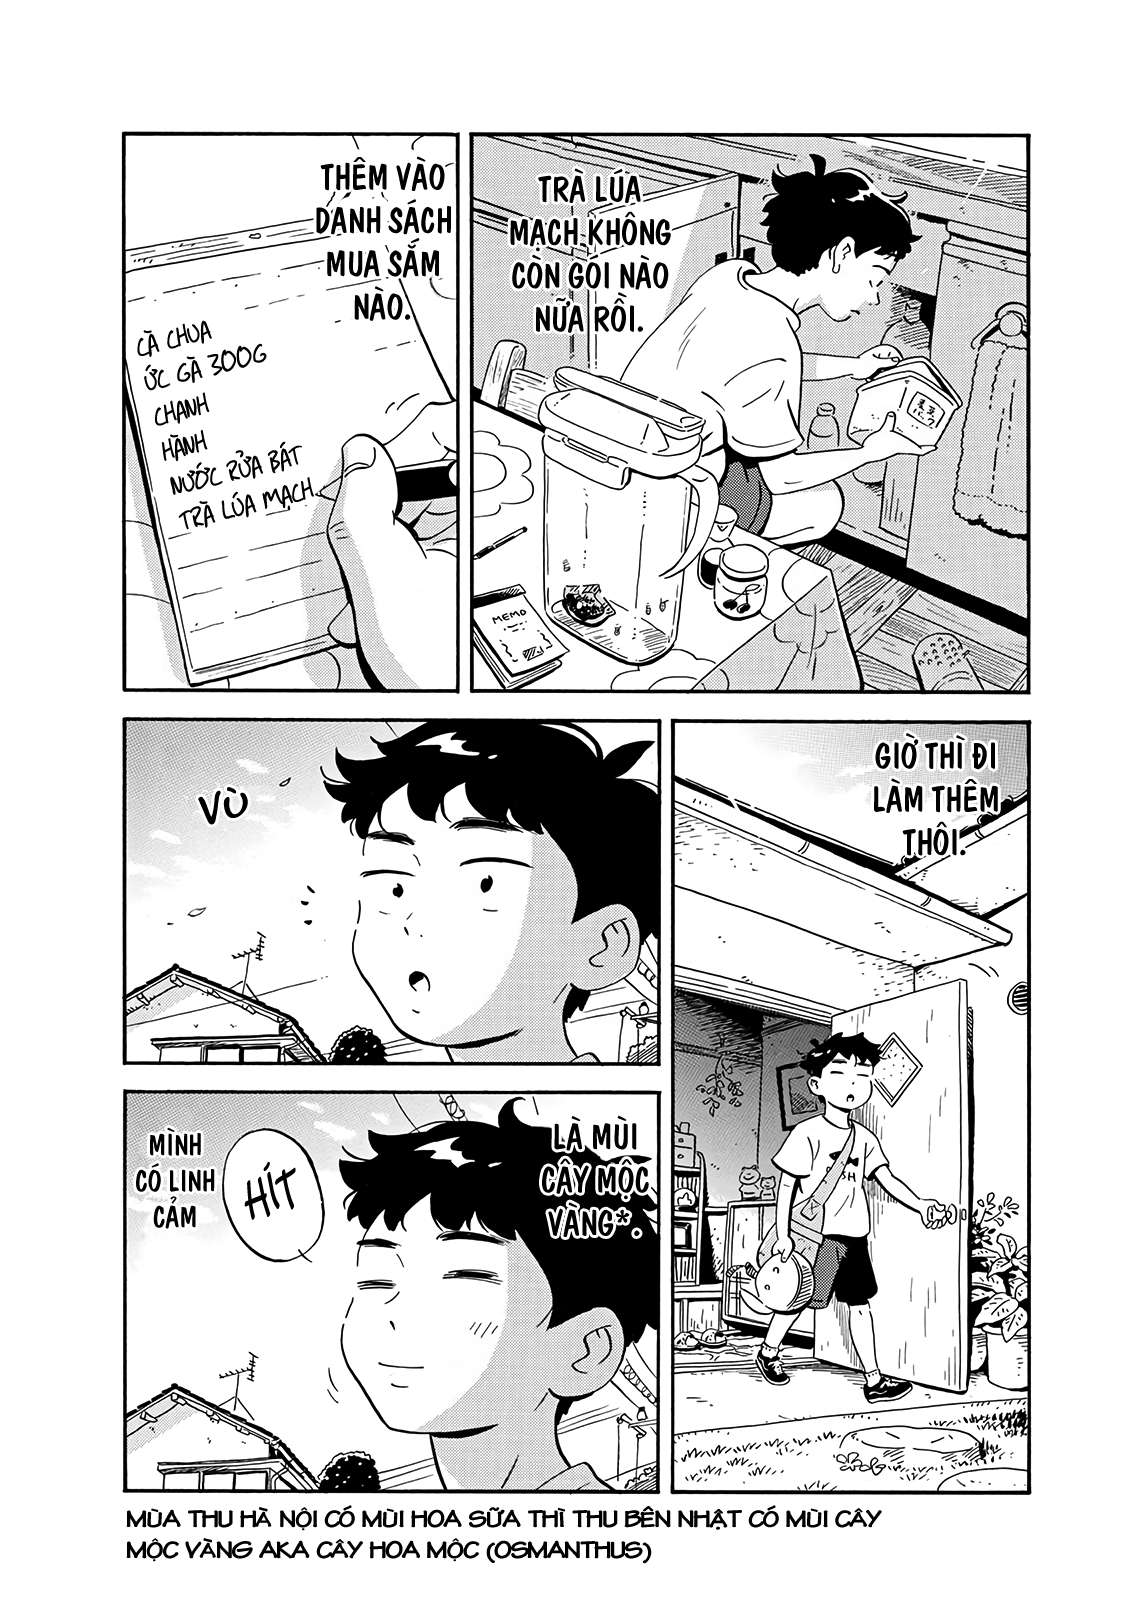 TRÀ LÚA
MẠCH KHÔNG
CÒN GÓI NÀO
NỮA RỒI.
MEMO
THÊM VÀO
DANH SÁCH
MUA SẮM
NÀO.
CÀ CHUA
ỨC GÀ 300G
CHANH
HÀNH
NƯỚC RỬA BÁT
TRÀ LÚA MẠCH
GIỜ THÌ ĐI
LÀM THÊM
THÔI.
VÙ
LÀ MÙI
CÂY MỘC
VÀNG*.
HÍT
MÌNH
CÓ LINH
CẢM
MÙA THU HÀ NỘI CÓ MÙI HOA SỮA THÌ THU BÊN NHẬT CÓ MÙI CÂY
MỘC VÀNG AKA CÂY HOA MỘC (OSMANTHUS)